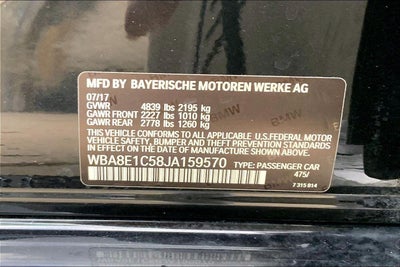 MFD BY BAYERISCHE MOTOREN WERKE AG
07/17
GVWR 4839 lbs 2195 kg
GAWR FRONT 2227 lbs 1010 kg
GAWR REAR 2778 lbs 1260 kg
THIS VEHICLE CONFORMS TO ALL APPLICABLE U.S.FEDERAL MOTOR
VEHICLE SAFETY, BUMPER, AND THEFT PREVENTION STANDARDS
IN EFFECT ON THE DATE OF MANUFACTURE SHOWN ABOVE.
WBA8E1C58JA159570 TYPE: PASSENGER CAR
475/
7 315 814
BMW